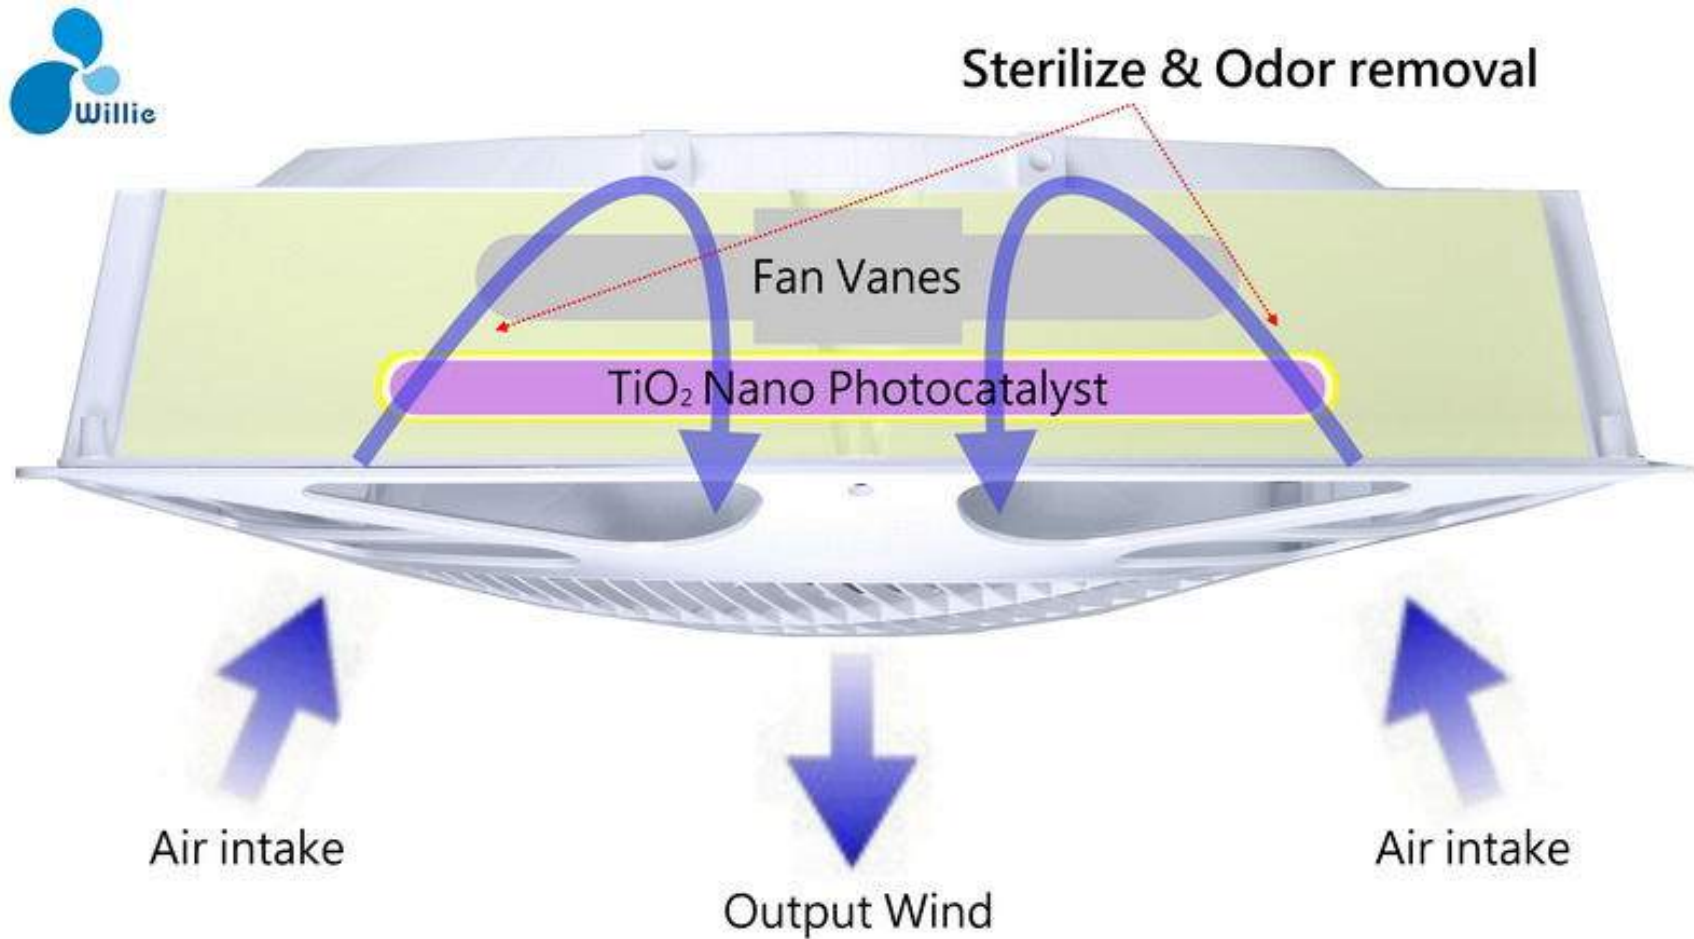 Willie
Sterilize & Odor removal
Fan Vanes
TiO₂ Nano Photocatalyst
Air intake
Air intake
Output Wind